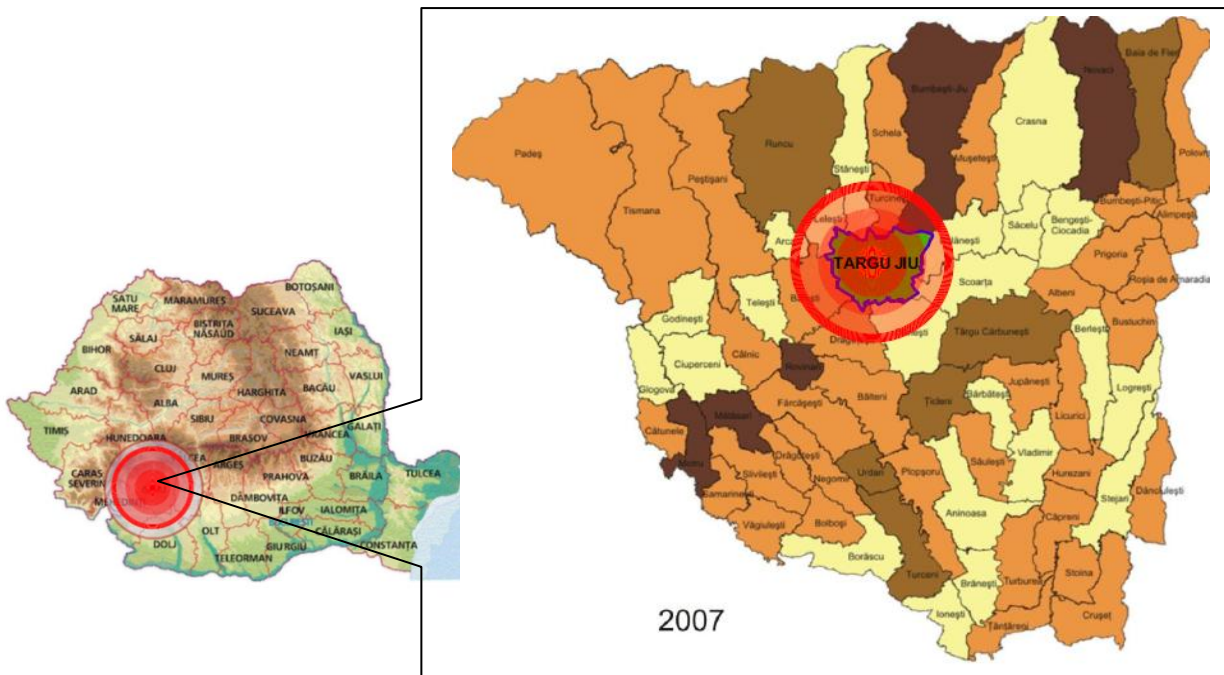 BOTOȘANI
SATU
MARE
MARAMUREȘ
SUCEAVA
BISTRIȚA
NĂSĂUD
IAȘI
SĂLAJ
BIHOR
NEAMȚ
CLUJ
MUREȘ
HARGHITA
BACĂU
VASLUI
ARAD
ALBA
SIBIU
COVASNA
TIMIȘ
HUNEDOARA
BRAȘOV
VRANCEA
GALAȚI
ARGEȘ
BUZĂU
CARAȘ
SEVERIN
PRAHOVA
BRĂILA
TULCEA
DÂMBOVIȚA
ILFOV
IALOMIȚA
OLT
CĂLĂRAȘI
DOLJ
GIURGIU
CONSTANȚA
TELEORMAN
Baia de Fier
Novaci
Bumbești-Jiu
Crasna
Schela
Runcu
Mușetești
Padeș
Stănești
Polovra
Peștișani
Tismana
Bumbești-Pițic
Alimpești
Săcelu
Bengești-
Ciocadia
TARGU JIU
Prigoria
Scoarța
Roșia de Amaradia
Telești
Albeni
Godinești
Târgu Cărbunești
Berlești
Bustuchin
Câlnic
Ciuperceni
Rovinari
Jupânești
Logrești
Glogova
Fărcășești
Bâlteni
Țicleni
Bărbătești
Licurici
Mătăsari
Cătunele
Drăgotești
Vladimir
Săulești
Urdari
Plopșoru
Hurezani
Slivilești
Negomir
Samarinești
Dănciulești
Stejari
Aninoasa
Căpreni
Bolboși
Văgiulești
Borăscu
Turceni
Stoina
Brănești
Turburea
Ionești
Crușeț
Țânțăreni
2007